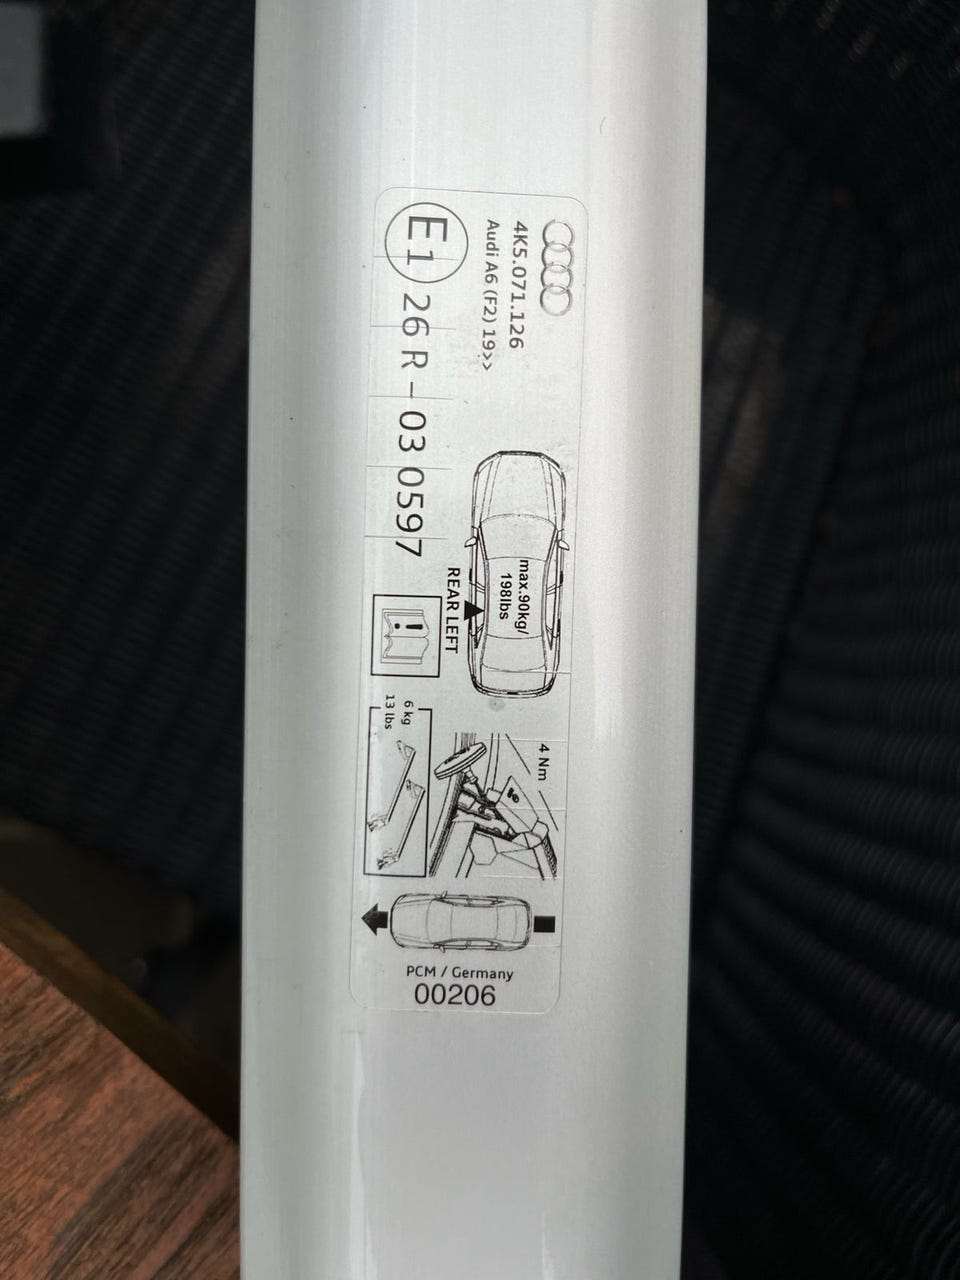 4K5.071.126
Audi A6 (F2) 19>>
E1 26 R - 03 0597
max.90kg/
198lbs
REAR LEFT
!
4 Nm
6 kg
13 lbs
PCM / Germany
00206